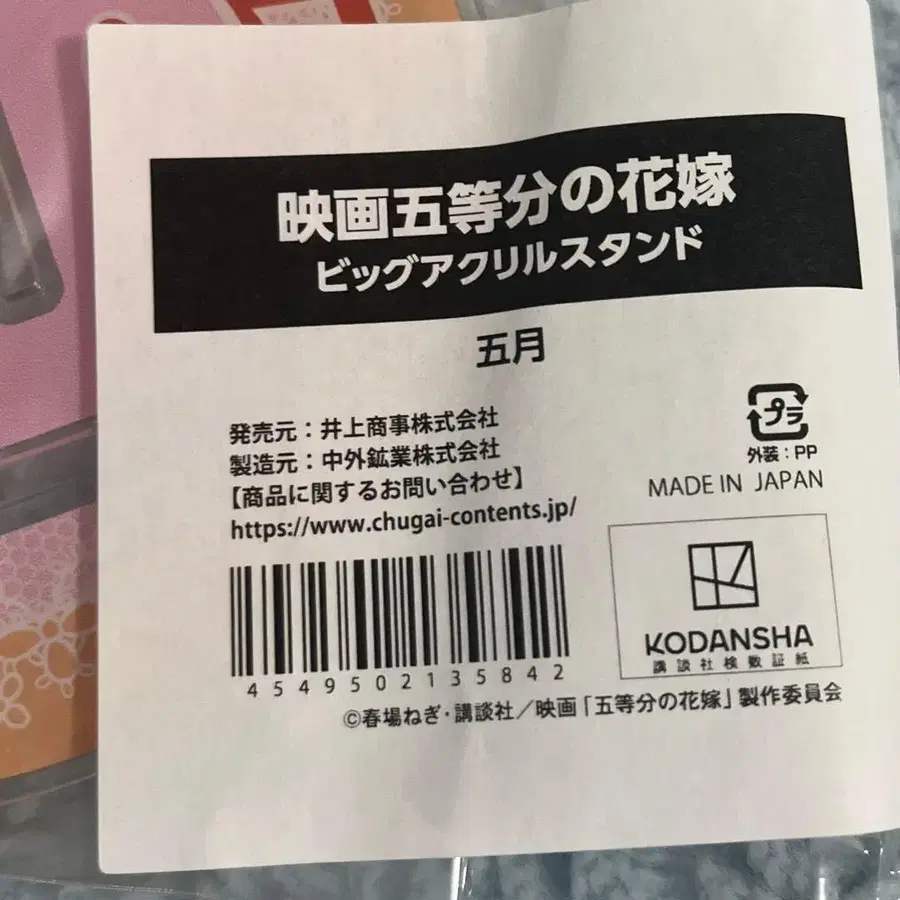 映画五等分の花嫁
ビッグアクリルスタンド
五月
発売元：井上商事株式会社
製造元：中外鉱業株式会社
【商品に関するお問い合わせ】
https://www.chugai-contents.jp/
プラ
外装：PP
MADE IN JAPAN
KODANSHA
講談社検数証紙
4549502135842
©春場ねぎ・講談社／映画「五等分の花嫁」製作委員会